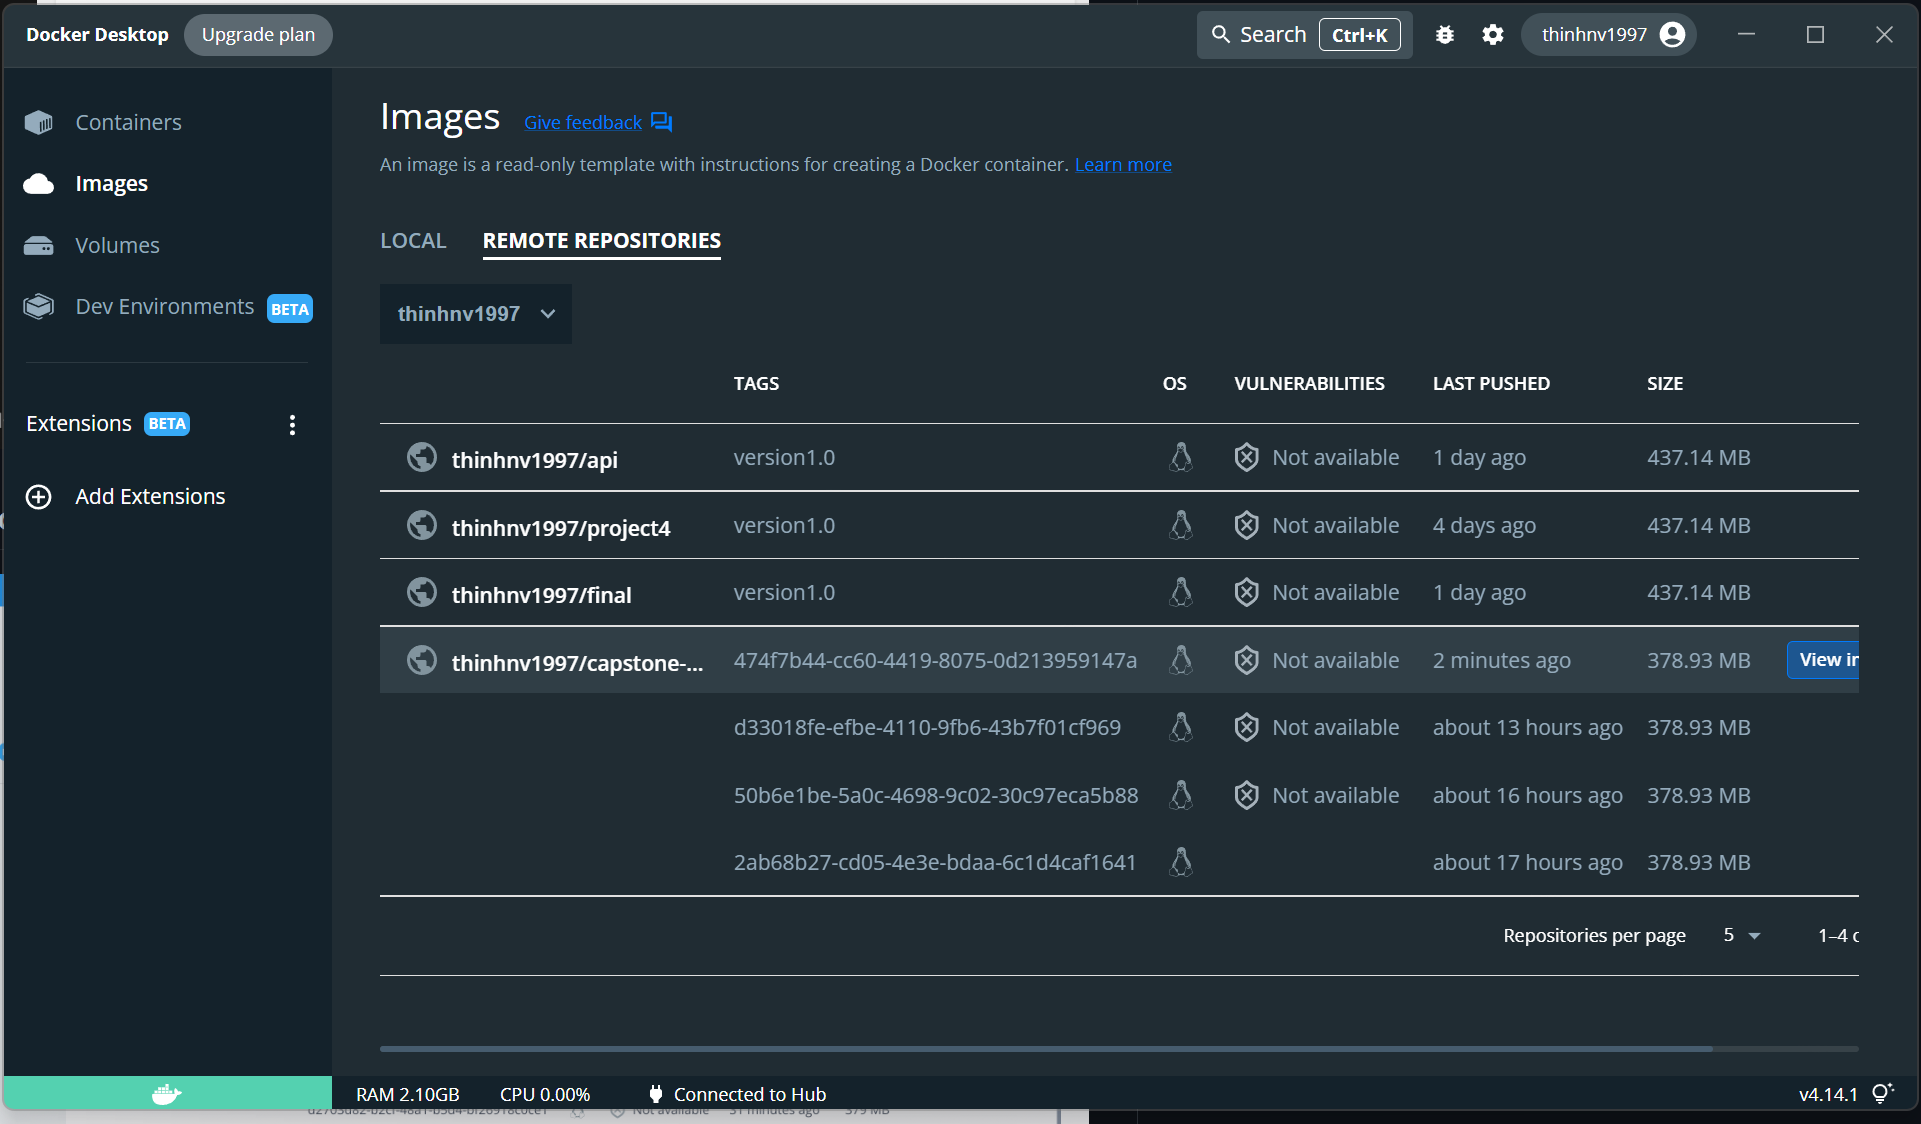 Docker Desktop Upgrade plan Search Ctrl+K thinhnv1997
Containers
Images
Volumes
Dev Environments BETA
Extensions BETA
Add Extensions
Images Give feedback
An image is a read-only template with instructions for creating a Docker container. Learn more
LOCAL REMOTE REPOSITORIES
thinhnv1997
TAGS OS VULNERABILITIES LAST PUSHED SIZE
thinhnv1997/api version1.0 Not available 1 day ago 437.14 MB
thinhnv1997/project4 version1.0 Not available 4 days ago 437.14 MB
thinhnv1997/final version1.0 Not available 1 day ago 437.14 MB
thinhnv1997/capstone-... 474f7b44-cc60-4419-8075-0d213959147a Not available 2 minutes ago 378.93 MB View in
d33018fe-efbe-4110-9fb6-43b7f01cf969 Not available about 13 hours ago 378.93 MB
50b6e1be-5a0c-4698-9c02-30c97eca5b88 Not available about 16 hours ago 378.93 MB
2ab68b27-cd05-4e3e-bdaa-6c1d4caf1641 about 17 hours ago 378.93 MB
Repositories per page 5 1–4
RAM 2.10GB CPU 0.00% Connected to Hub v4.14.1
Not available 31 minutes ago 379 MB